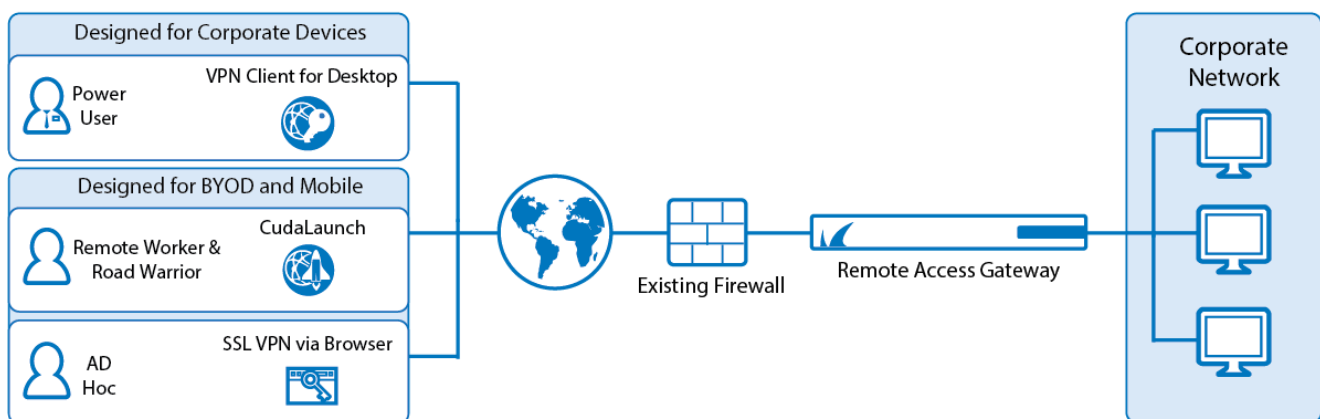 Designed for Corporate Devices
VPN Client for Desktop
Power
User
Designed for BYOD and Mobile
CudaLaunch
Remote Worker &
Road Warrior
SSL VPN via Browser
AD
Hoc
Existing Firewall
Remote Access Gateway
Corporate
Network